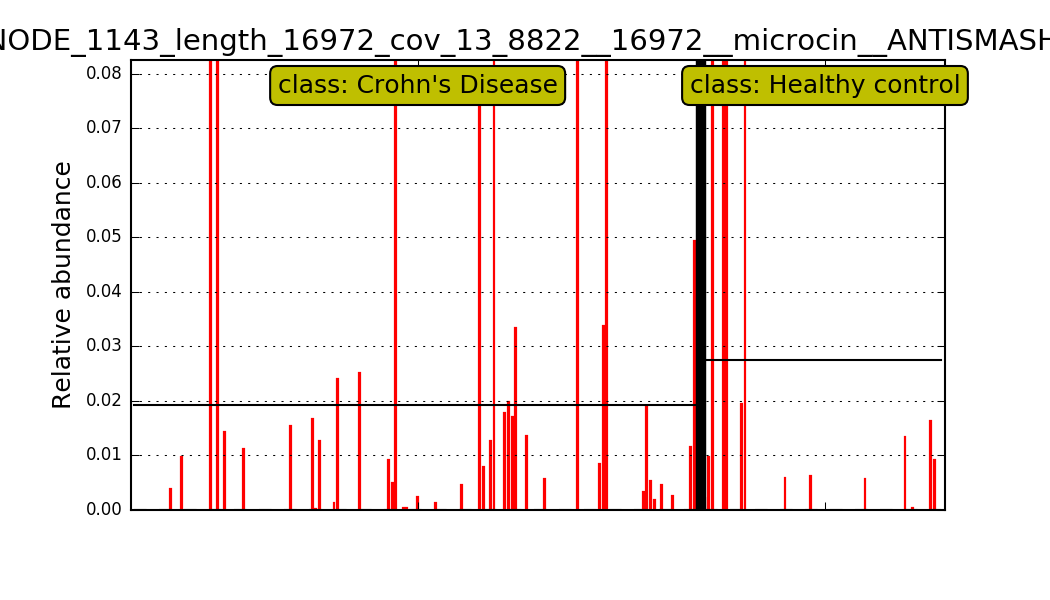 NODE_1143_length_16972_cov_13_8822__16972__microcin__ANTISMASH
class: Crohn's Disease
class: Healthy control
Relative abundance
0.08
0.07
0.06
0.05
0.04
0.03
0.02
0.01
0.00